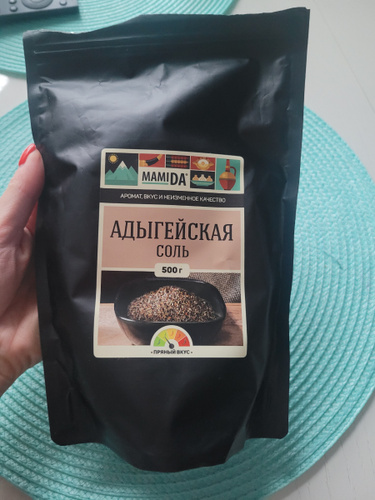 MAMIDA®
АРОМАТ, ВКУС И НЕИЗМЕННОЕ КАЧЕСТВО
АДЫГЕЙСКАЯ
СОЛЬ
500 г
• ПРЯНЫЙ ВКУС •